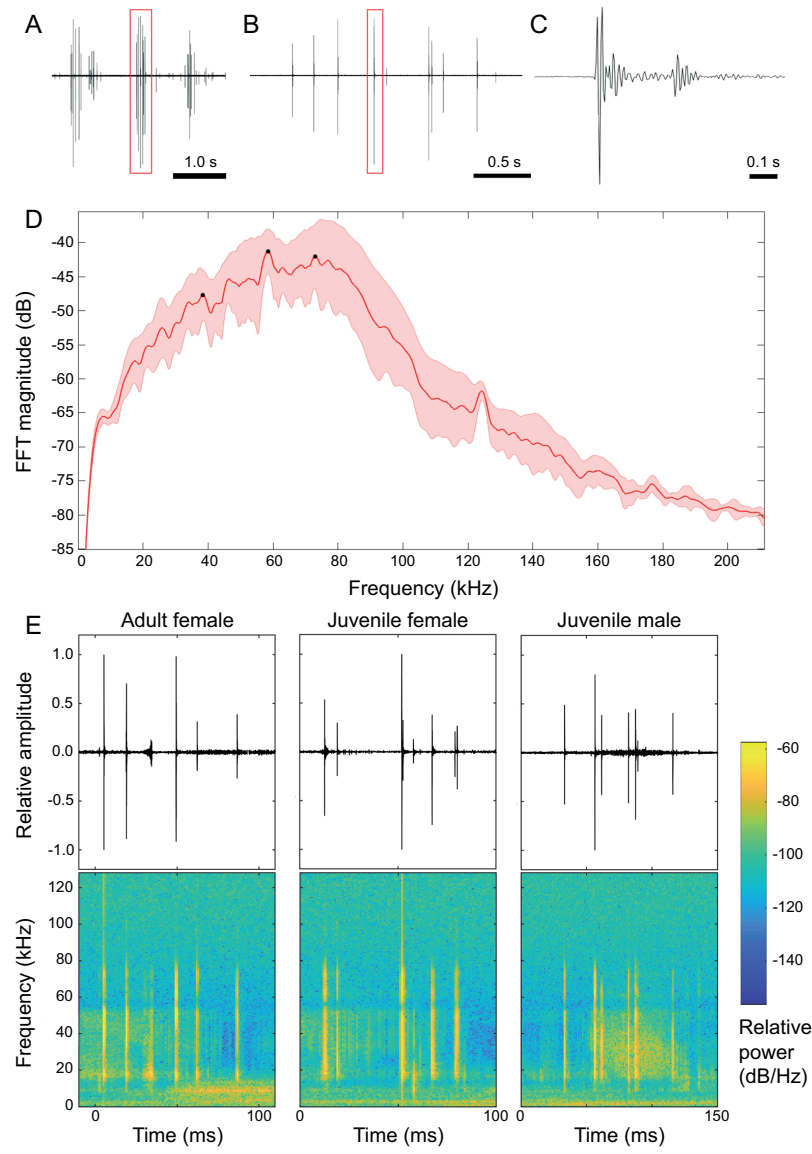 A B C
1.0 s 0.5 s 0.1 s
D
FFT magnitude (dB)
-40
-45
-50
-55
-60
-65
-70
-75
-80
-85
0 20 40 60 80 100 120 140 160 180 200
Frequency (kHz)
E
Adult female Juvenile female Juvenile male
Relative amplitude
1.0
0.5
0.0
-0.5
-1.0
Frequency (kHz)
120
100
80
60
40
20
0
0 100 0 100 0 150
Time (ms) Time (ms) Time (ms)
-60
-80
-100
-120
-140
-160
Relative
power
(dB/Hz)